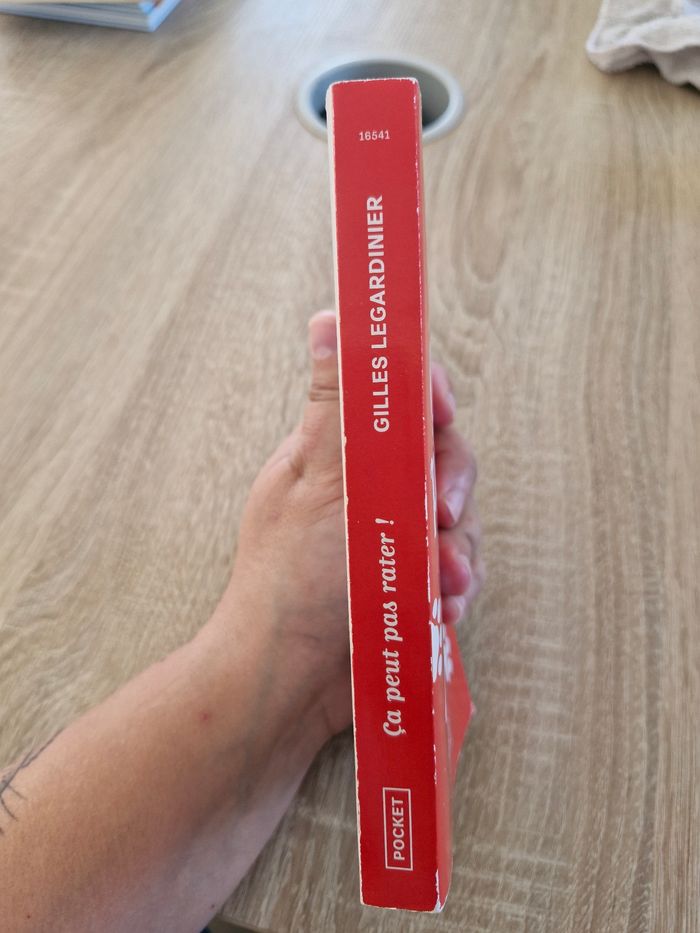 16541
GILLES LEGARDINIER
Ça peut pas rater !
POCKET